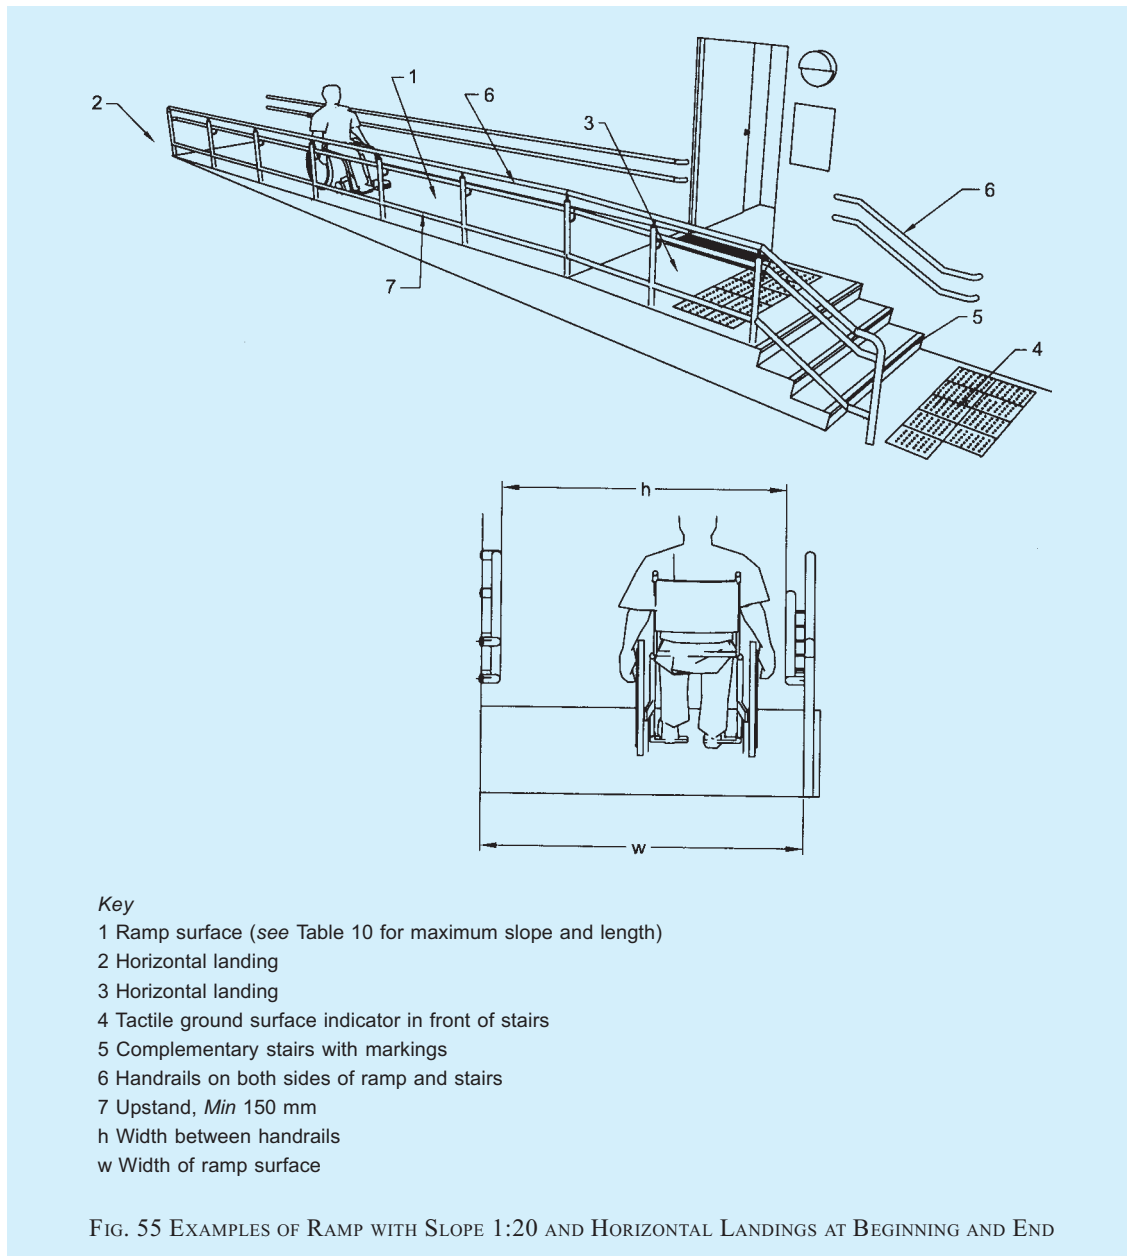 1
2
6
3
6
7
5
4
h
w
Key
1 Ramp surface (see Table 10 for maximum slope and length)
2 Horizontal landing
3 Horizontal landing
4 Tactile ground surface indicator in front of stairs
5 Complementary stairs with markings
6 Handrails on both sides of ramp and stairs
7 Upstand, Min 150 mm
h Width between handrails
w Width of ramp surface
FIG. 55 EXAMPLES OF RAMP WITH SLOPE 1:20 AND HORIZONTAL LANDINGS AT BEGINNING AND END